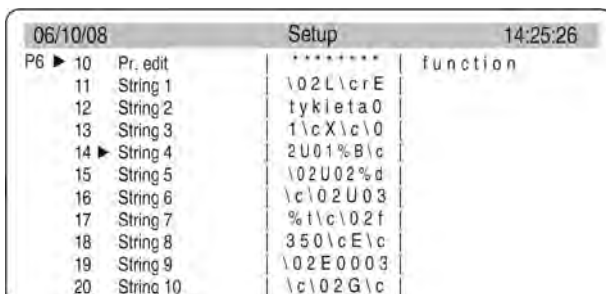 06/10/08 Setup 14:25:26
P6 ▶ 10 Pr. edit | ******** | function
11 String 1 | \02L\crE |
12 String 2 | tykieta0 |
13 String 3 | 1\cX\c\0 |
14 ▶ String 4 | 2U01%B\c |
15 String 5 | \02U02%d |
16 String 6 | \c\02U03 |
17 String 7 | %t\c\02f |
18 String 8 | 350\cE\c |
19 String 9 | \02E0003 |
20 String 10 | \c\02G\c |